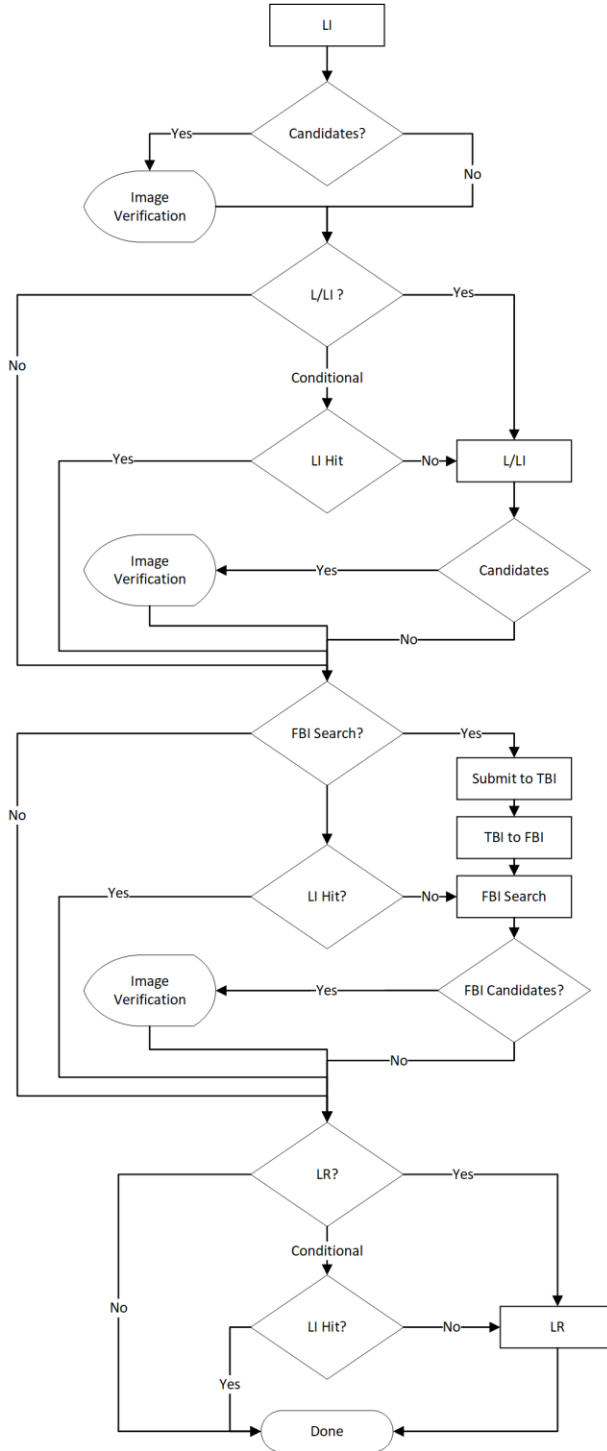 LI
Candidates?
Yes
No
Image
Verification
L/LI ?
Yes
No
Conditional
LI Hit
Yes
No
L/LI
Image
Verification
Yes
Candidates
No
FBI Search?
Yes
No
Submit to TBI
TBI to FBI
LI Hit?
Yes
No
FBI Search
Image
Verification
Yes
FBI Candidates?
No
LR?
Yes
Conditional
No
LI Hit?
No
LR
Yes
Done